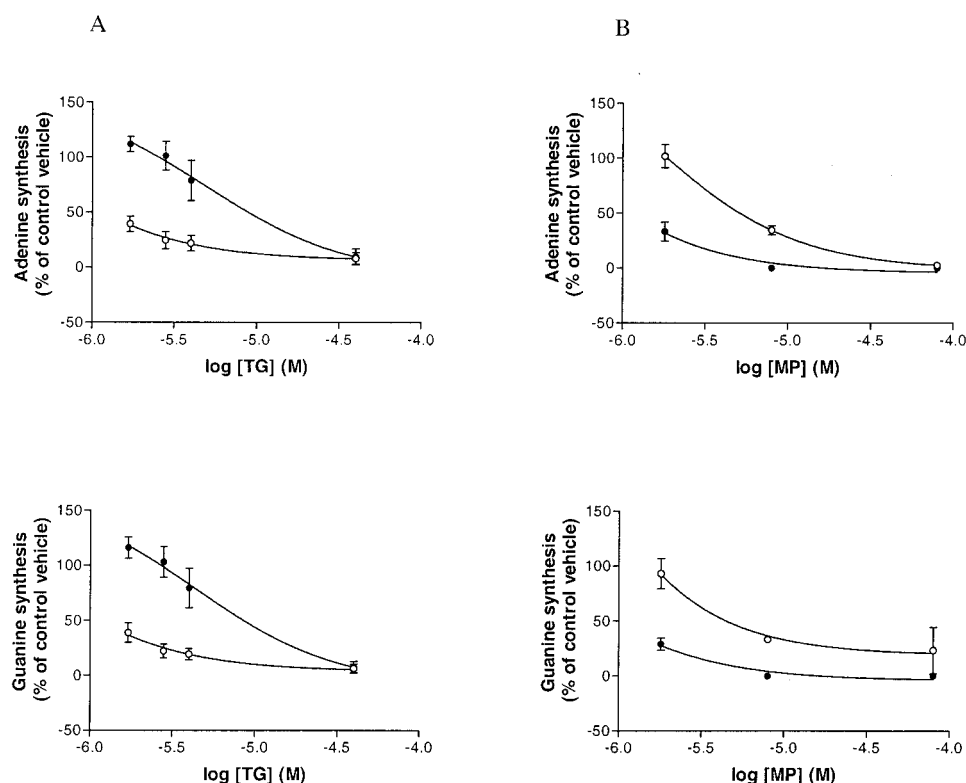 A
B
Adenine synthesis
(% of control vehicle)
150
100
50
0
-50
-6.0
-5.5
-5.0
-4.5
-4.0
log [TG] (M)
Adenine synthesis
(% of control vehicle)
150
100
50
0
-50
-6.0
-5.5
-5.0
-4.5
-4.0
log [MP] (M)
Guanine synthesis
(% of control vehicle)
150
100
50
0
-50
-6.0
-5.5
-5.0
-4.5
-4.0
log [TG] (M)
Guanine synthesis
(% of control vehicle)
150
100
50
0
-50
-6.0
-5.5
-5.0
-4.5
-4.0
log [MP] (M)